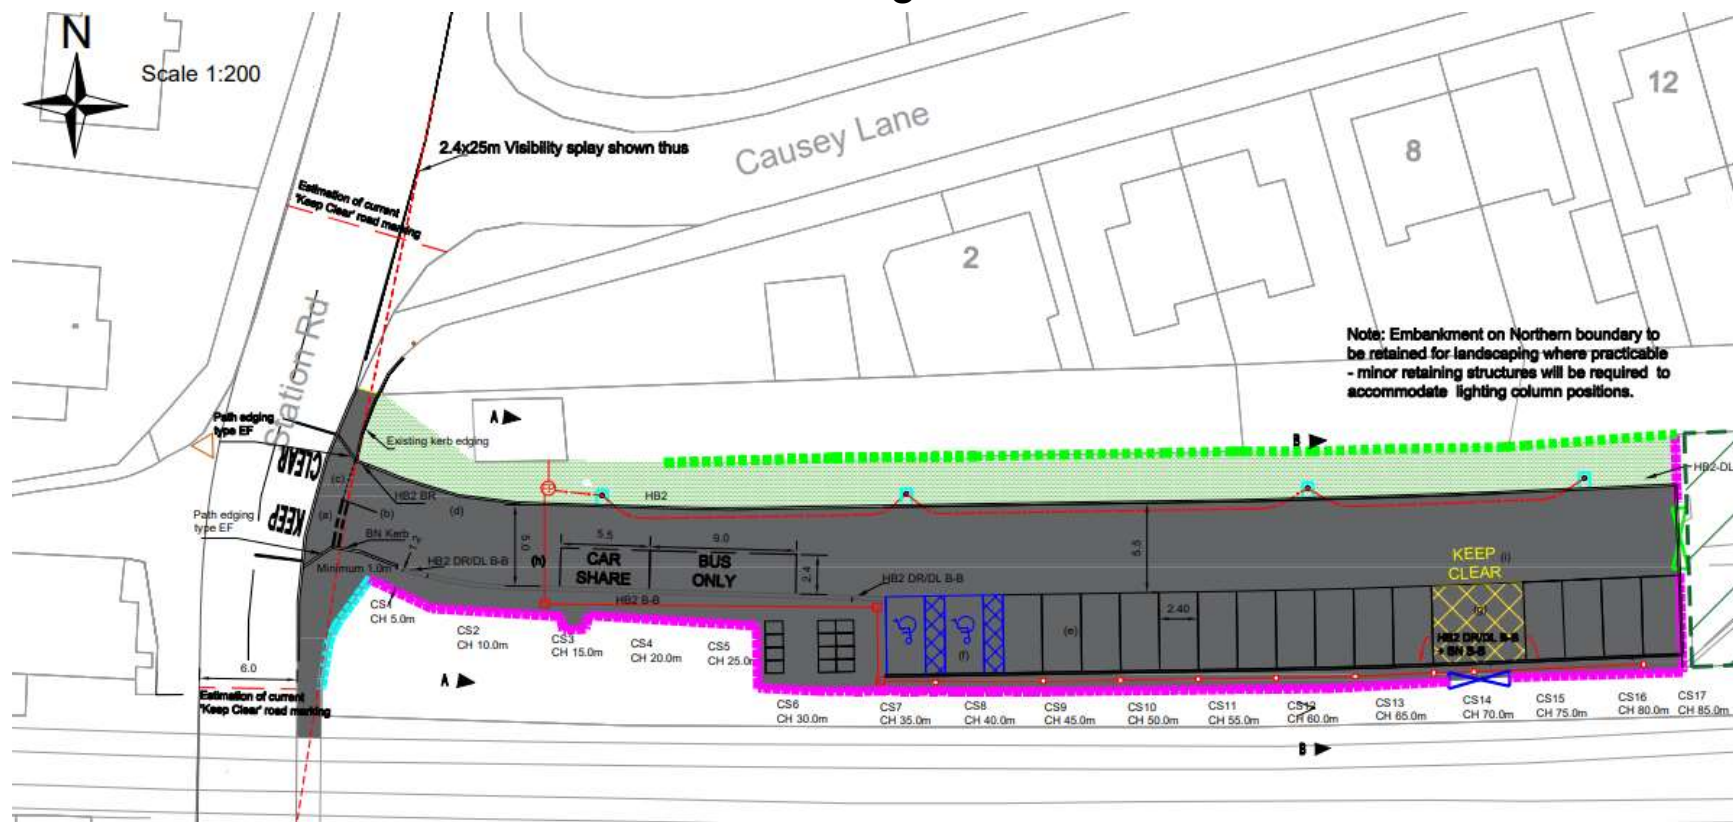 N
Scale 1:200
2.4x25m Visibility splay shown thus
Causey Lane
12
8
2
Estimation of current
'Keep Clear' road marking
Station Rd
Note: Embankment on Northern boundary to
be retained for landscaping where practicable
- minor retaining structures will be required to
accommodate lighting column positions.
Path edging
type EF
A
B
Existing kerb edging
CLEAR
KEEP
(c)
HB2 BR
HB2
HB2-DL
(a)
(b)
(d)
Path edging
type EF
BN Kerb
7.2
HB2 DR/DL B-B
Minimum 1.0m
5.0
(h)
5.5
9.0
CAR
SHARE
BUS
ONLY
2.4
HB2 B-B
HB2 DR/DL B-B
5.5
KEEP
CLEAR
(i)
2.40
(e)
(f)
(g)
HB2 DR/DL B-B
> BN B-B
CS1
CH 5.0m
CS2
CH 10.0m
CS3
CH 15.0m
CS4
CH 20.0m
CS5
CH 25.0m
6.0
A
Estimation of current
'Keep Clear' road marking
CS6
CH 30.0m
CS7
CH 35.0m
CS8
CH 40.0m
CS9
CH 45.0m
CS10
CH 50.0m
CS11
CH 55.0m
CS12
CH 60.0m
CS13
CH 65.0m
CS14
CH 70.0m
CS15
CH 75.0m
CS16
CH 80.0m
CS17
CH 85.0m
B